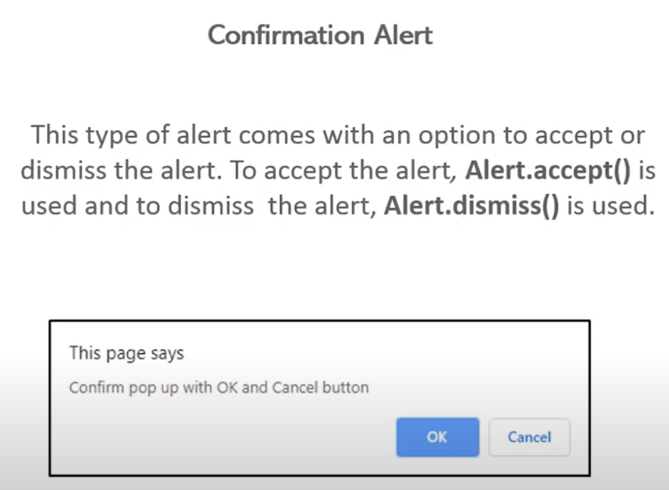 Confirmation Alert
This type of alert comes with an option to accept or
dismiss the alert. To accept the alert, Alert.accept() is
used and to dismiss the alert, Alert.dismiss() is used.
This page says
Confirm pop up with OK and Cancel button
OK
Cancel